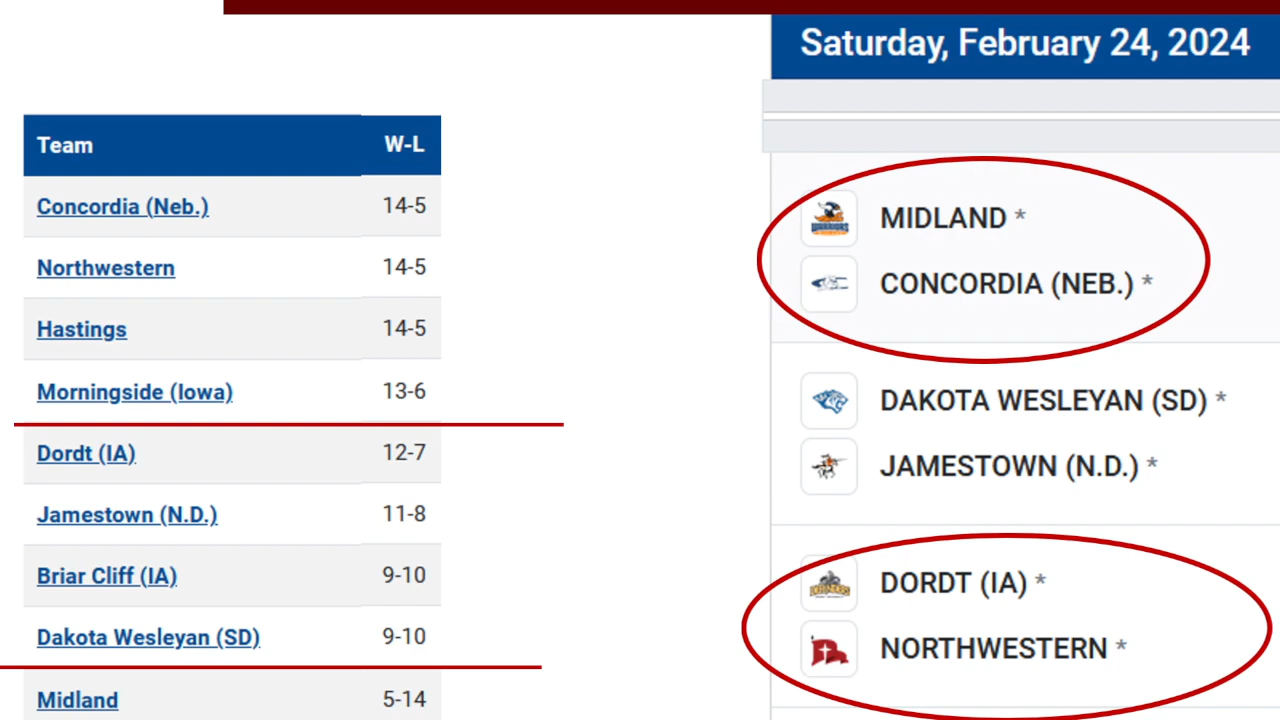 Team W-L
Concordia (Neb.) 14-5
Northwestern 14-5
Hastings 14-5
Morningside (Iowa) 13-6
Dordt (IA) 12-7
Jamestown (N.D.) 11-8
Briar Cliff (IA) 9-10
Dakota Wesleyan (SD) 9-10
Midland 5-14
Saturday, February 24, 2024
MIDLAND *
CONCORDIA (NEB.) *
DAKOTA WESLEYAN (SD) *
JAMESTOWN (N.D.) *
DORDT (IA) *
NORTHWESTERN *